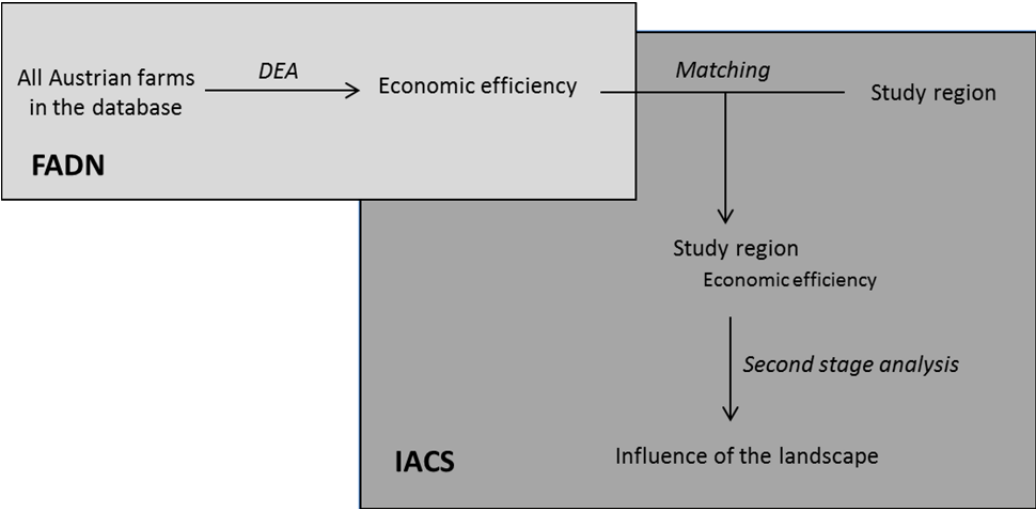 All Austrian farms
in the database
DEA
Economic efficiency
Matching
Study region
FADN
Study region
Economic efficiency
Second stage analysis
Influence of the landscape
IACS